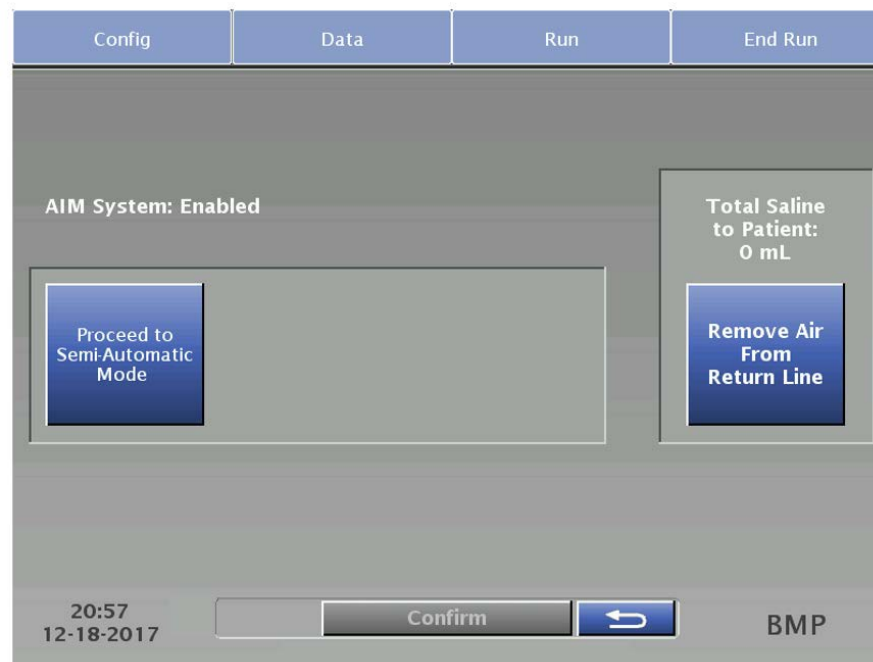 Config Data Run End Run
AIM System: Enabled
Total Saline
to Patient:
0 mL
Proceed to
Semi-Automatic
Mode
Remove Air
From
Return Line
20:57
12-18-2017
Confirm
BMP